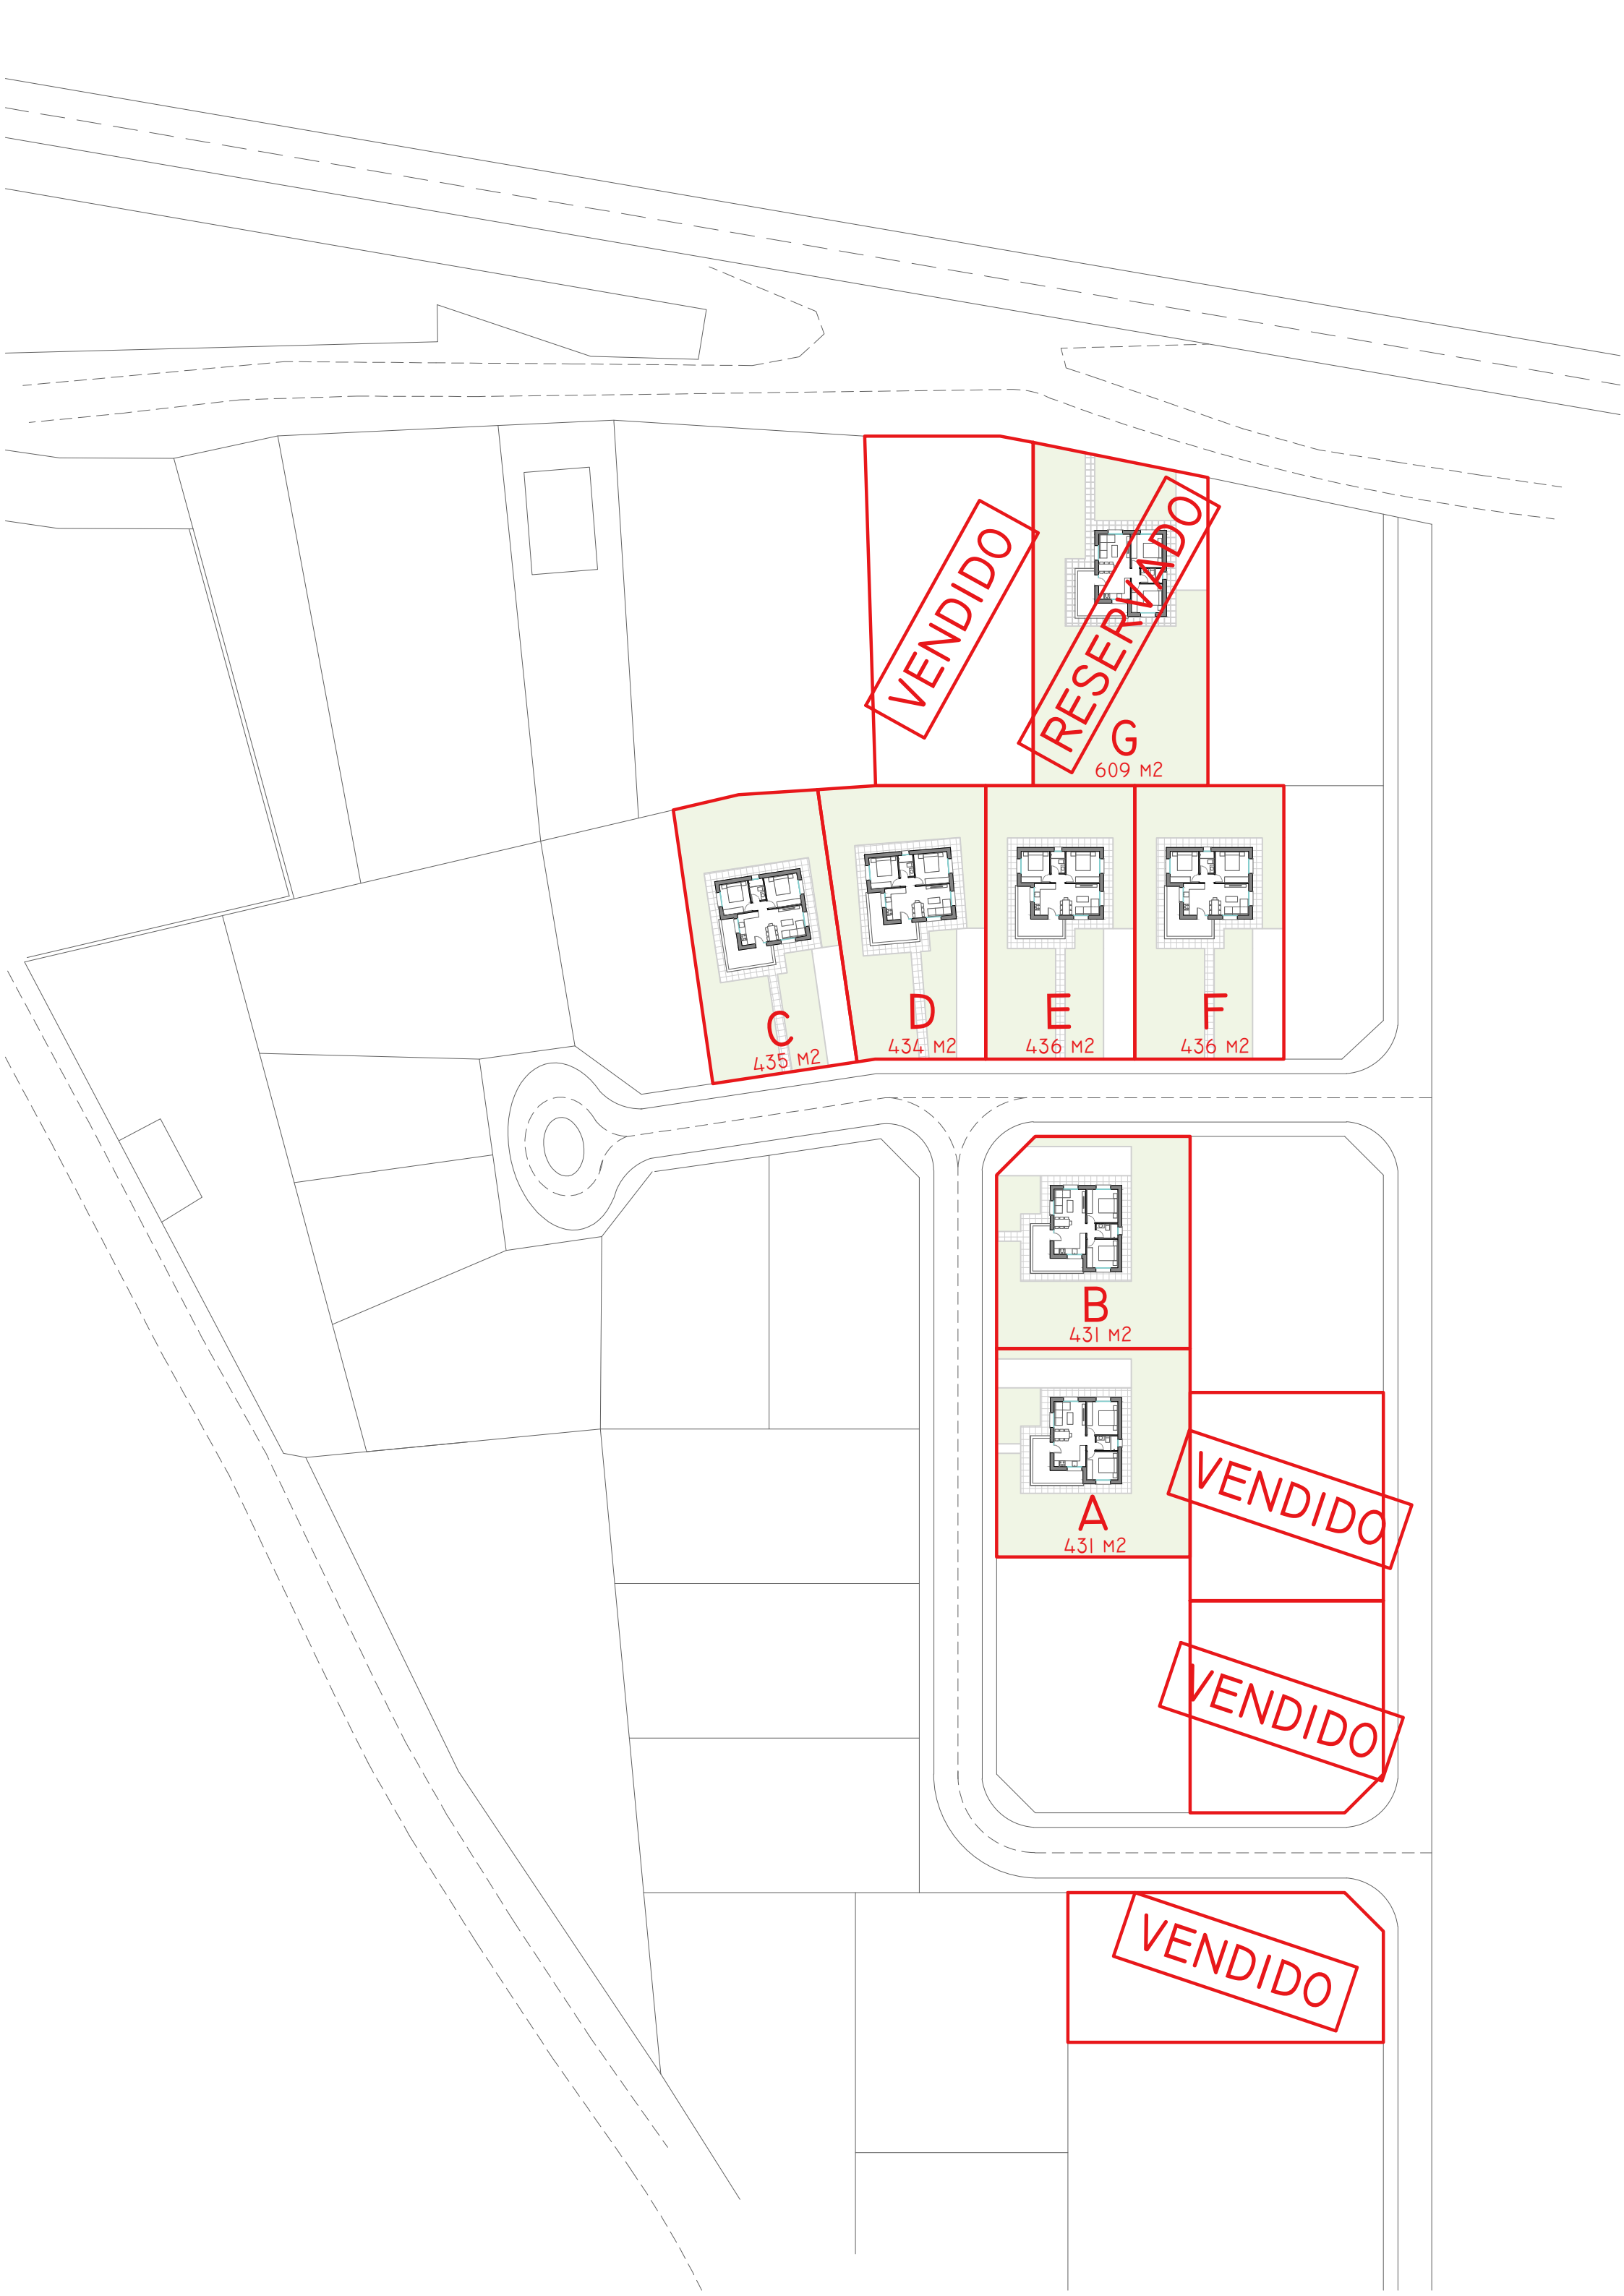 VENDIDO
RESERVADO
G
609 M2
C
435 M2
D
434 M2
E
436 M2
F
436 M2
B
431 M2
A
431 M2
VENDIDO
VENDIDO
VENDIDO